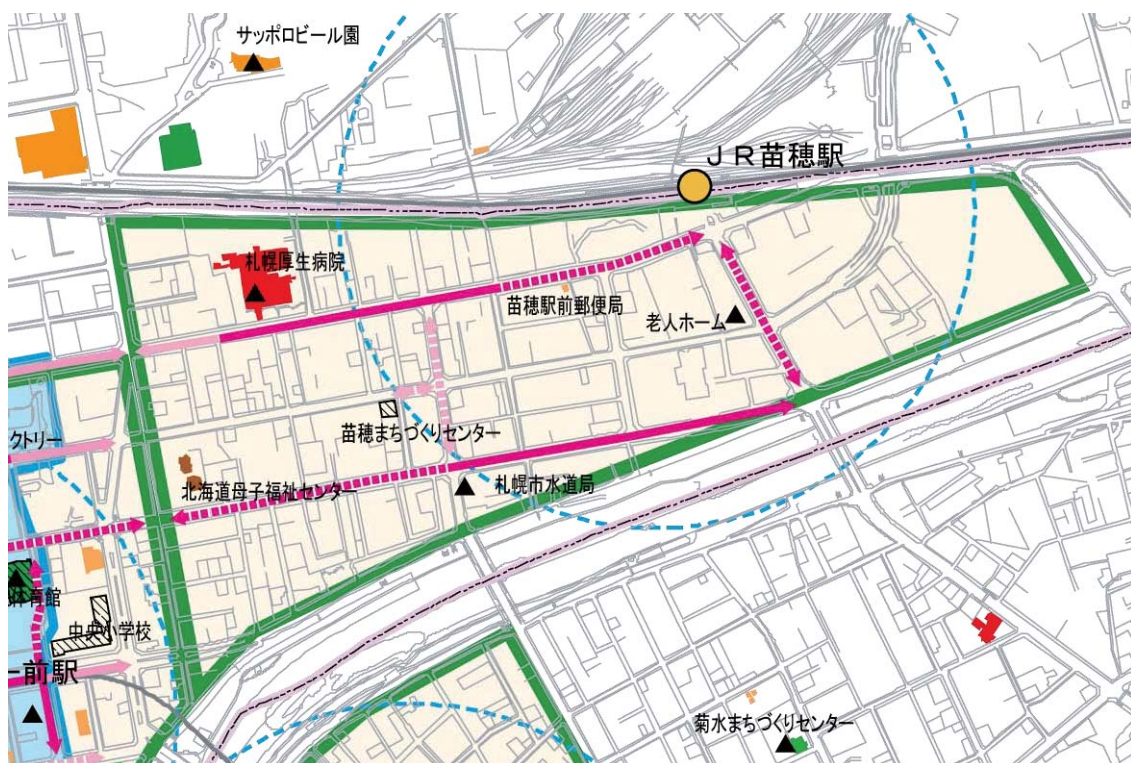 サッポロビール園
JR苗穂駅
札幌厚生病院
苗穂駅前郵便局
老人ホーム
クトリー
苗穂まちづくりセンター
北海道母子福祉センター
札幌市水道局
体育館
中央小学校
一前駅
菊水まちづくりセンター